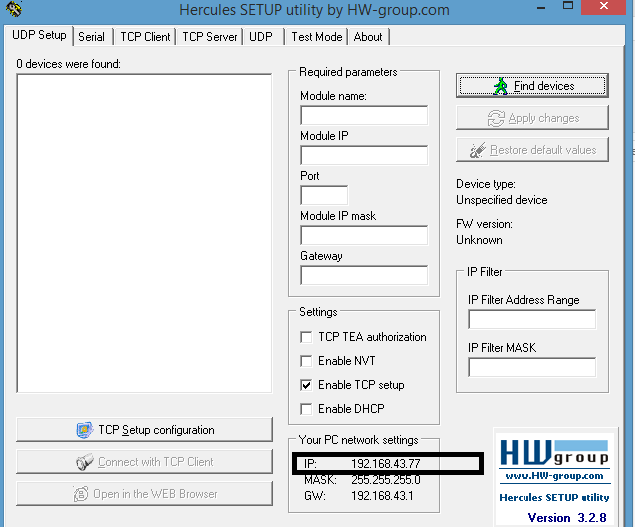 Hercules SETUP utility by HW-group.com
UDP Setup Serial TCP Client TCP Server UDP Test Mode About
0 devices were found:
Required parameters
Module name:
Module IP
Port
Module IP mask
Gateway
Settings
TCP TEA authorization
Enable NVT
Enable TCP setup
Enable DHCP
Your PC network settings
IP: 192.168.43.77
MASK: 255.255.255.0
GW: 192.168.43.1
TCP Setup configuration
Connect with TCP Client
Open in the WEB Browser
Find devices
Apply changes
Restore default values
Device type:
Unspecified device
FW version:
Unknown
IP Filter
IP Filter Address Range
IP Filter MASK
HWgroup
www.HW-group.com
Hercules SETUP utility
Version 3.2.8